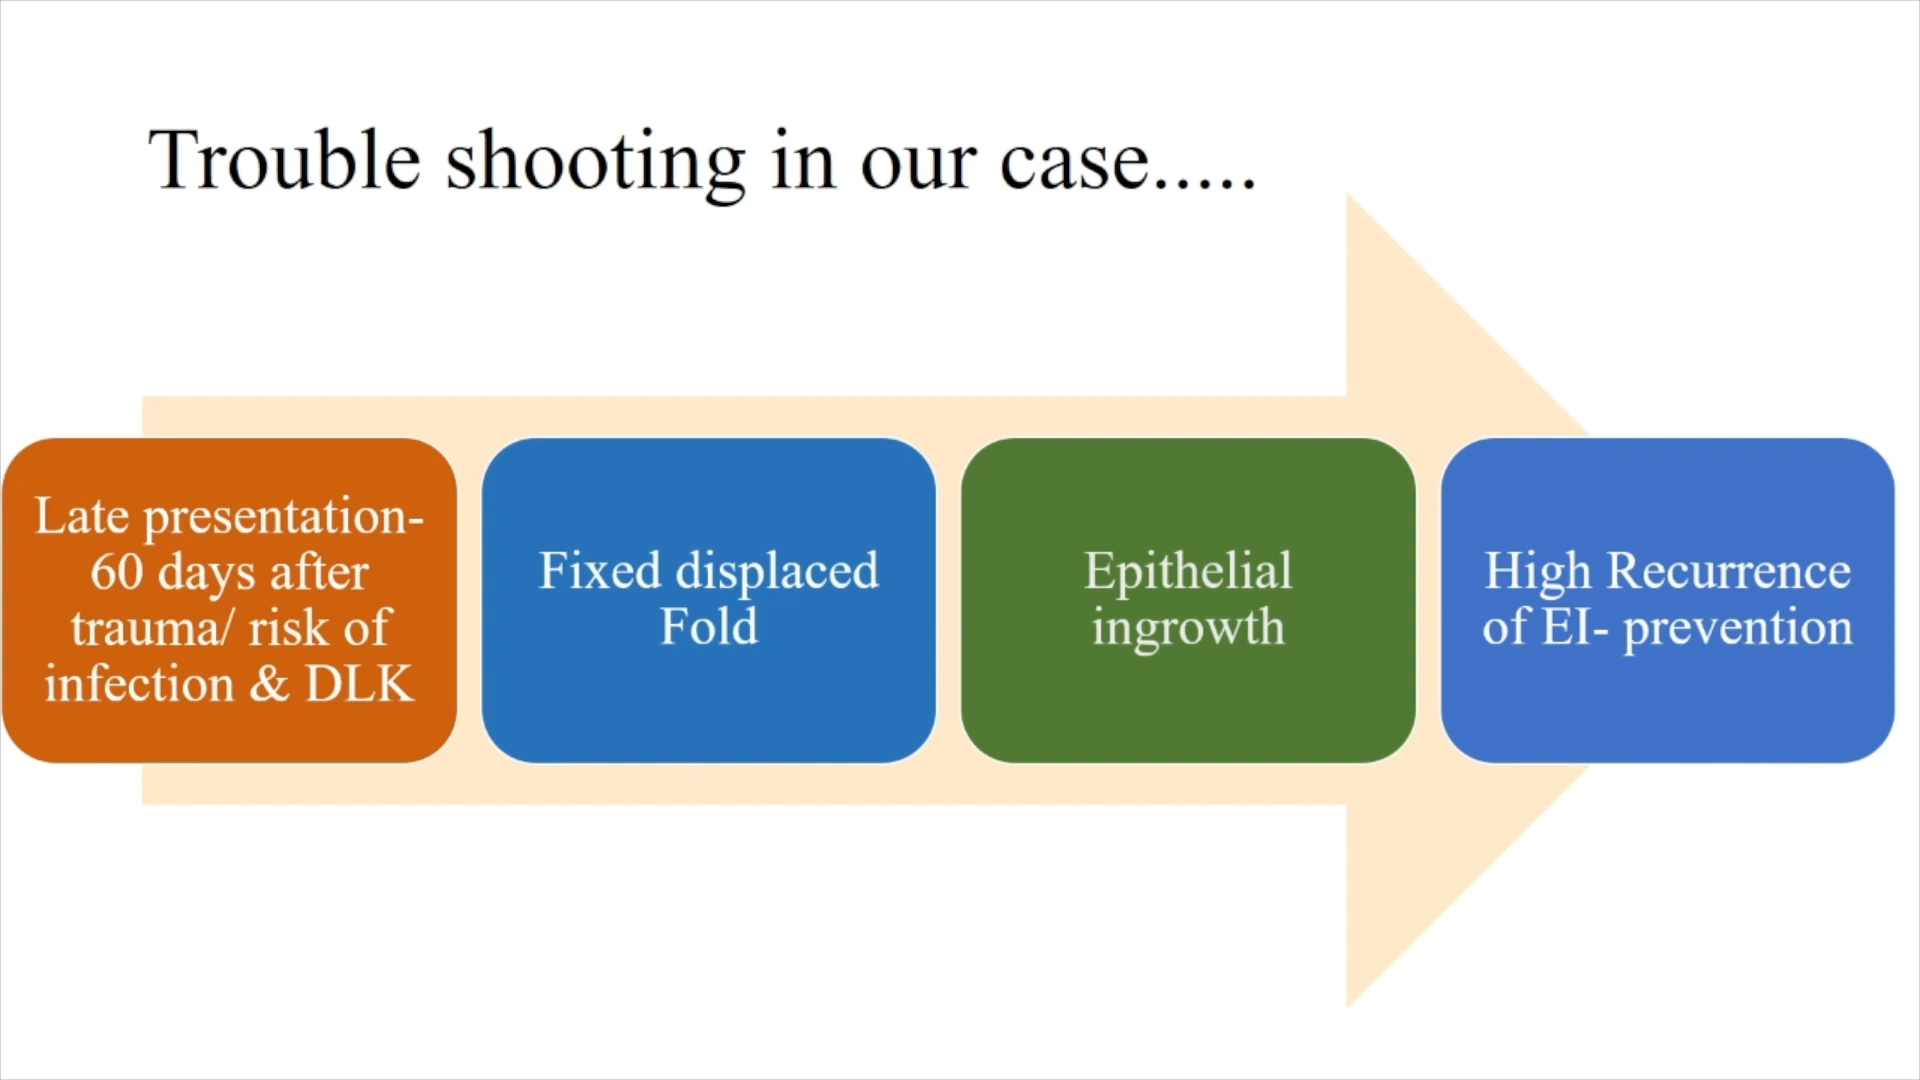 Trouble shooting in our case.....
Late presentation-
60 days after
trauma/ risk of
infection & DLK
Fixed displaced
Fold
Epithelial
ingrowth
High Recurrence
of EI- prevention